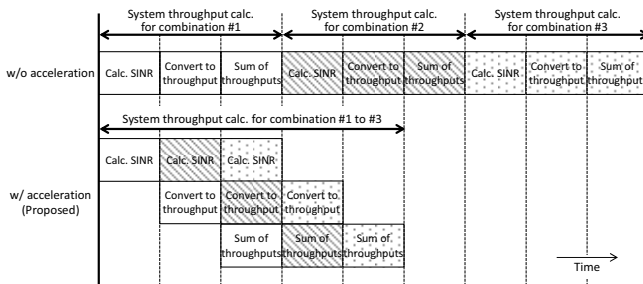 System throughput calc.
for combination #1
System throughput calc.
for combination #2
System throughput calc.
for combination #3
w/o acceleration
Calc. SINR
Convert to
throughput
Sum of
throughputs
Calc. SINR
Convert to
throughput
Sum of
throughputs
Calc. SINR
Convert to
throughput
Sum of
throughputs
System throughput calc. for combination #1 to #3
Calc. SINR
Calc. SINR
Calc. SINR
w/ acceleration
(Proposed)
Convert to
throughput
Convert to
throughput
Convert to
throughput
Sum of
throughputs
Sum of
throughputs
Sum of
throughputs
Time